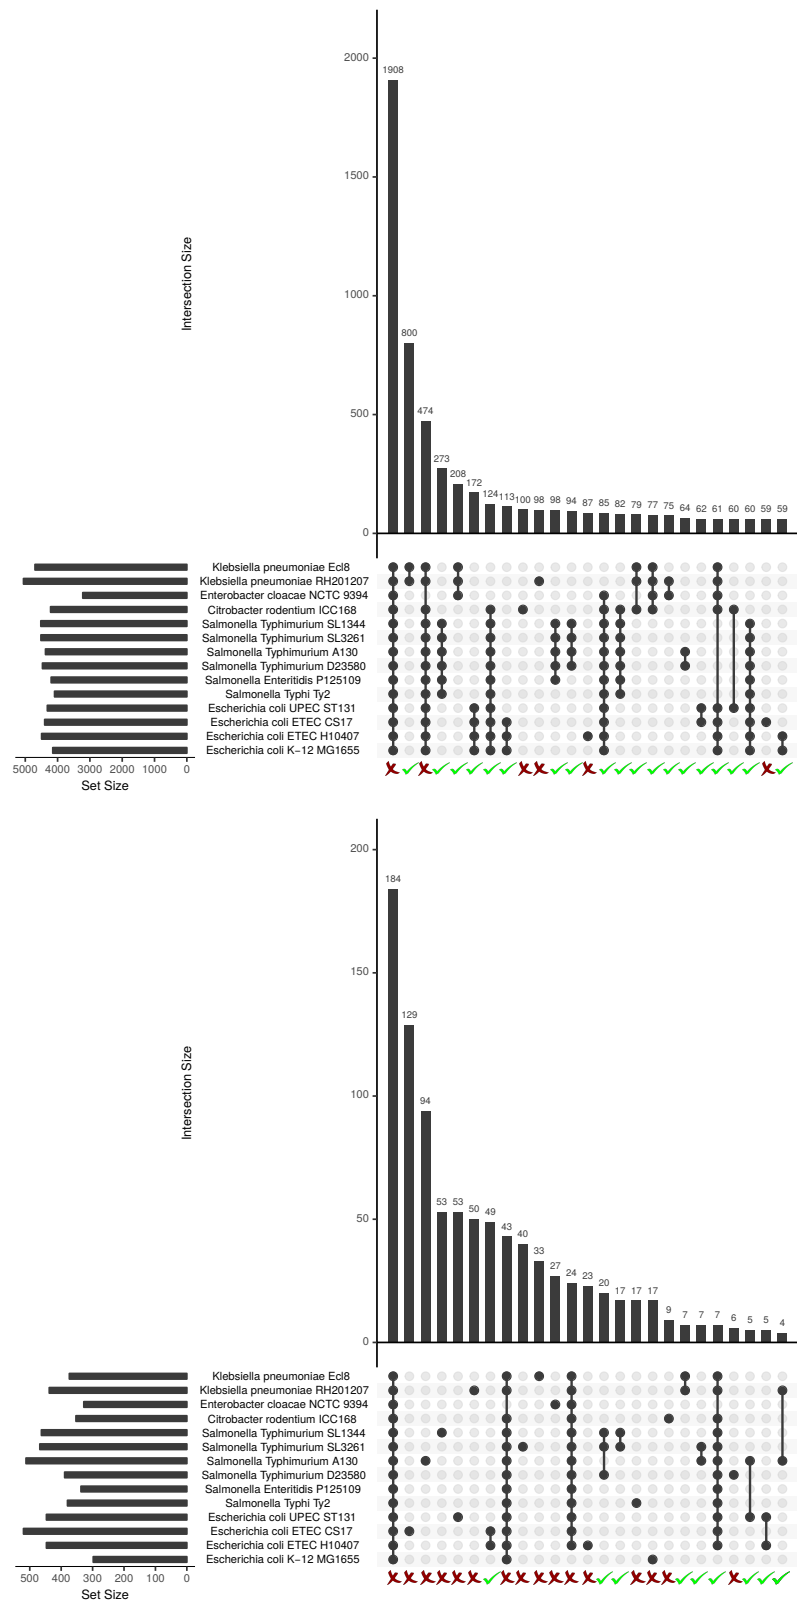 2000
1500
1000
500
0
Intersection Size
1908
800
474
273
208
172
124
113
100
98
98
94
87
85
82
79
77
75
64
62
61
60
60
59
59
Klebsiella pneumoniae Ecl8
Klebsiella pneumoniae RH201207
Enterobacter cloacae NCTC 9394
Citrobacter rodentium ICC168
Salmonella Typhimurium SL1344
Salmonella Typhimurium SL3261
Salmonella Typhimurium A130
Salmonella Typhimurium D23580
Salmonella Enteritidis P125109
Salmonella Typhi Ty2
Escherichia coli UPEC ST131
Escherichia coli ETEC CS17
Escherichia coli ETEC H10407
Escherichia coli K−12 MG1655
5000 4000 3000 2000 1000 0
Set Size
200
150
100
50
0
Intersection Size
184
129
94
53
53
50
49
43
40
33
27
24
23
20
17
17
17
9
7
7
7
6
5
5
4
Klebsiella pneumoniae Ecl8
Klebsiella pneumoniae RH201207
Enterobacter cloacae NCTC 9394
Citrobacter rodentium ICC168
Salmonella Typhimurium SL1344
Salmonella Typhimurium SL3261
Salmonella Typhimurium A130
Salmonella Typhimurium D23580
Salmonella Enteritidis P125109
Salmonella Typhi Ty2
Escherichia coli UPEC ST131
Escherichia coli ETEC CS17
Escherichia coli ETEC H10407
Escherichia coli K−12 MG1655
500 400 300 200 100 0
Set Size